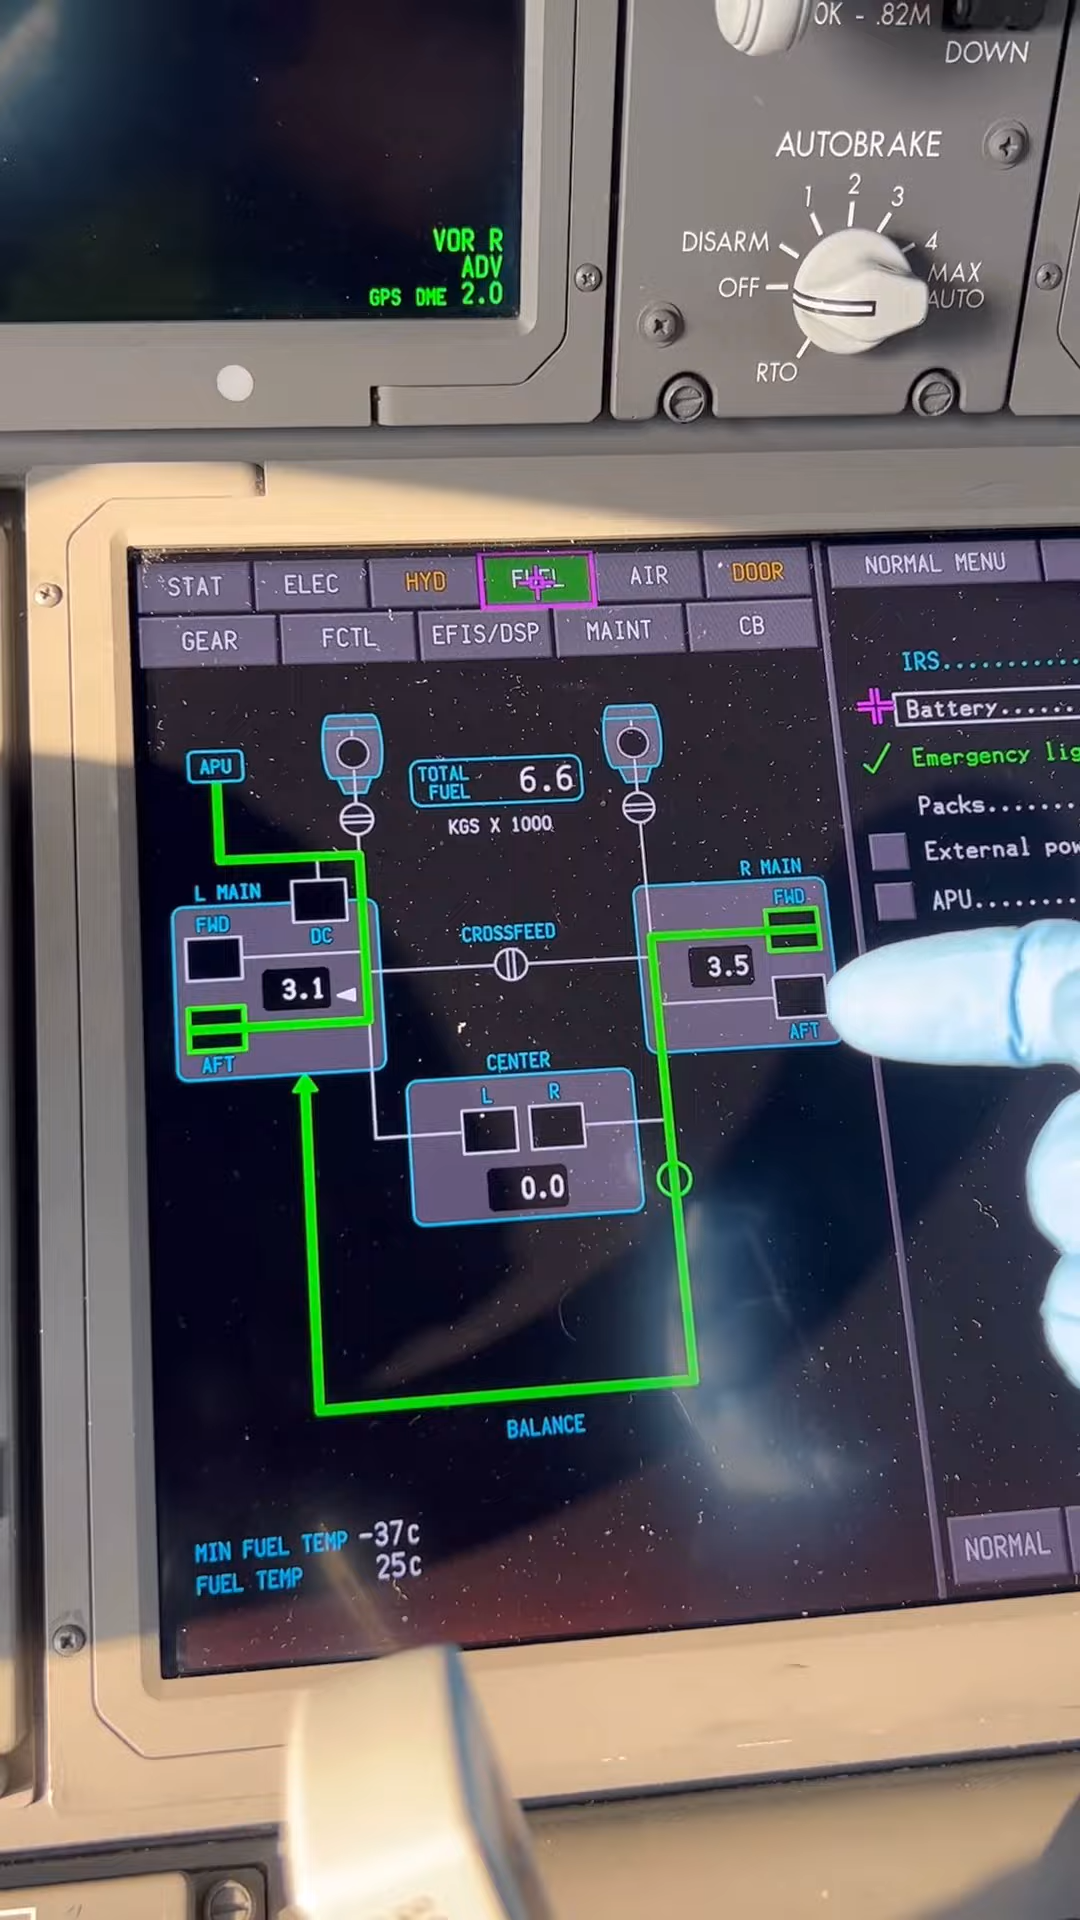 OK - .82M
DOWN
AUTOBRAKE
1
2
3
4
DISARM
OFF
MAX
AUTO
RTO
VOR R
ADV
GPS DME 2.0
STAT
ELEC
HYD
FUEL
AIR
DOOR
GEAR
FCTL
EFIS/DSP
MAINT
CB
NORMAL MENU
IRS............
Battery......
Emergency lig
Packs........
External pow
APU.........
APU
TOTAL
FUEL
6.6
KGS X 1000
L MAIN
FWD
DC
3.1
AFT
CROSSFEED
R MAIN
FWD
3.5
AFT
CENTER
L
R
0.0
BALANCE
MIN FUEL TEMP -37c
FUEL TEMP 25c
NORMAL